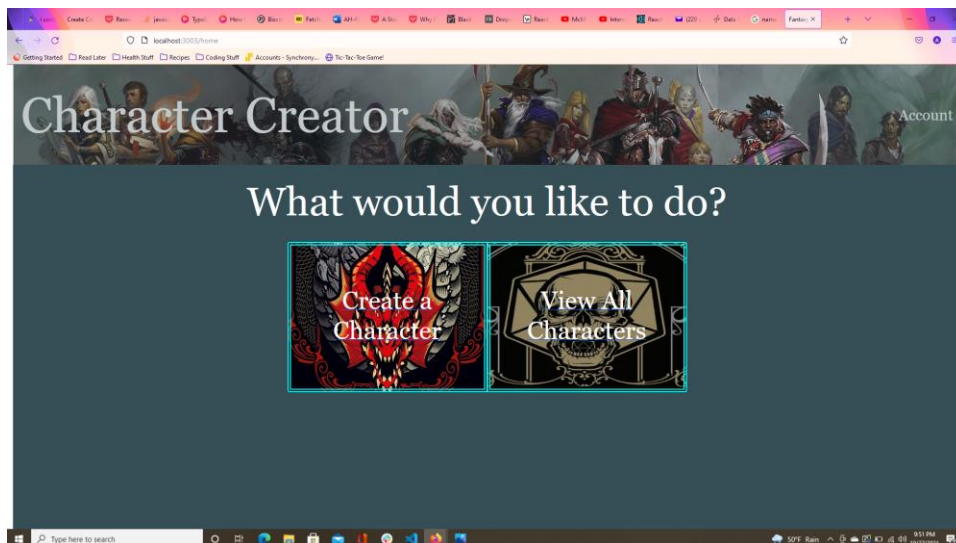 Create Ch
localhost:3003/home
Getting Started Read Later Health Stuff Recipes Coding Stuff Accounts - Synchrony... Tic-Tac-Toe Game!
Character Creator
Account
What would you like to do?
Create a
Character
View All
Characters
Type here to search
50°F Rain
9:51 PM